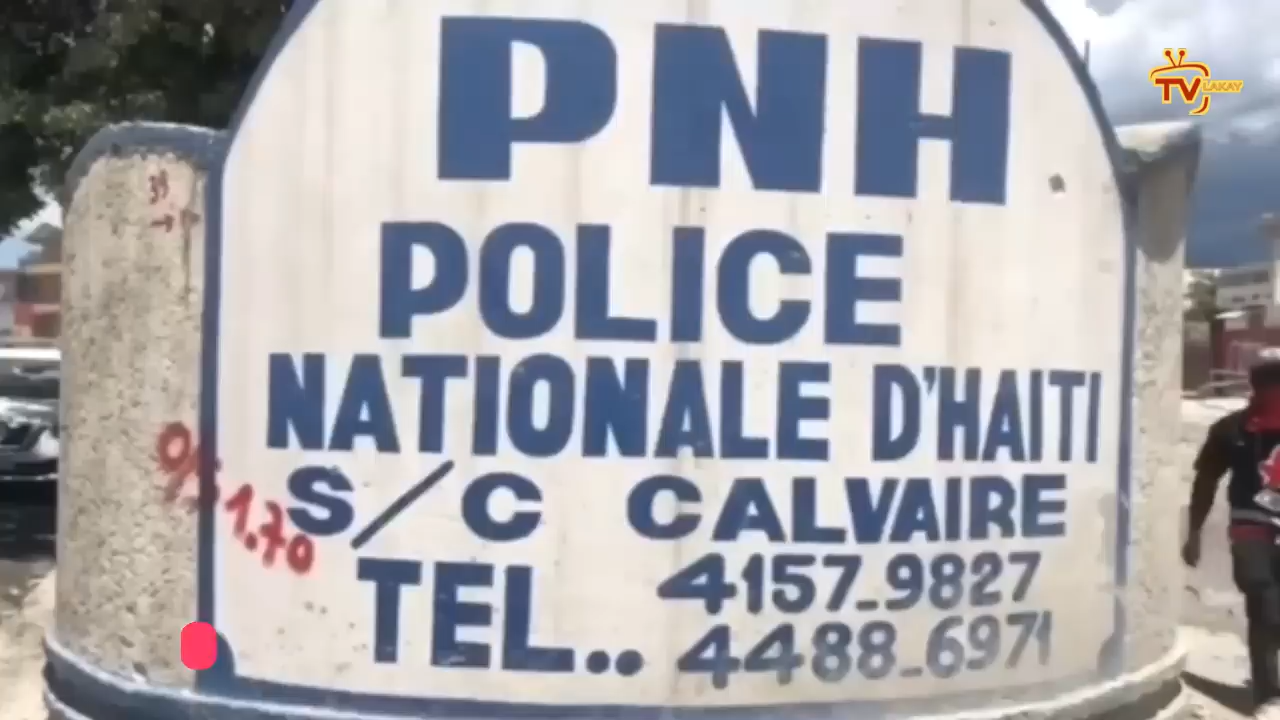 PNH
POLICE
NATIONALE D'HAITI
S/C CALVAIRE
TEL.. 4157_9827
4488_6971
TV LAKAY